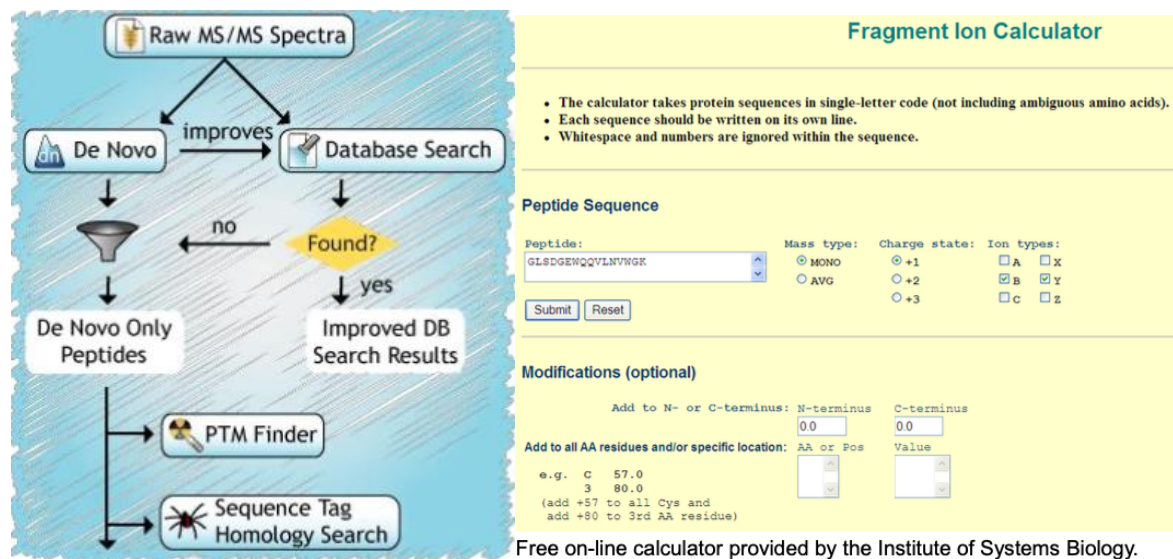 Raw MS/MS Spectra
dn
De Novo
improves
Database Search
no
Found?
yes
De Novo Only
Peptides
Improved DB
Search Results
PTM Finder
Sequence Tag
Homology Search
Fragment Ion Calculator
• The calculator takes protein sequences in single-letter code (not including ambiguous amino acids).
• Each sequence should be written on its own line.
• Whitespace and numbers are ignored within the sequence.
Peptide Sequence
Peptide: Mass type: Charge state: Ion types:
GLSDGEWQQVLNVWGK MONO +1 A X
AVG +2 B Y
+3 C Z
Submit Reset
Modifications (optional)
Add to N- or C-terminus: N-terminus C-terminus
0.0 0.0
Add to all AA residues and/or specific location: AA or Pos Value
e.g. C 57.0
3 80.0
(add +57 to all Cys and
add +80 to 3rd AA residue)
Free on-line calculator provided by the Institute of Systems Biology.